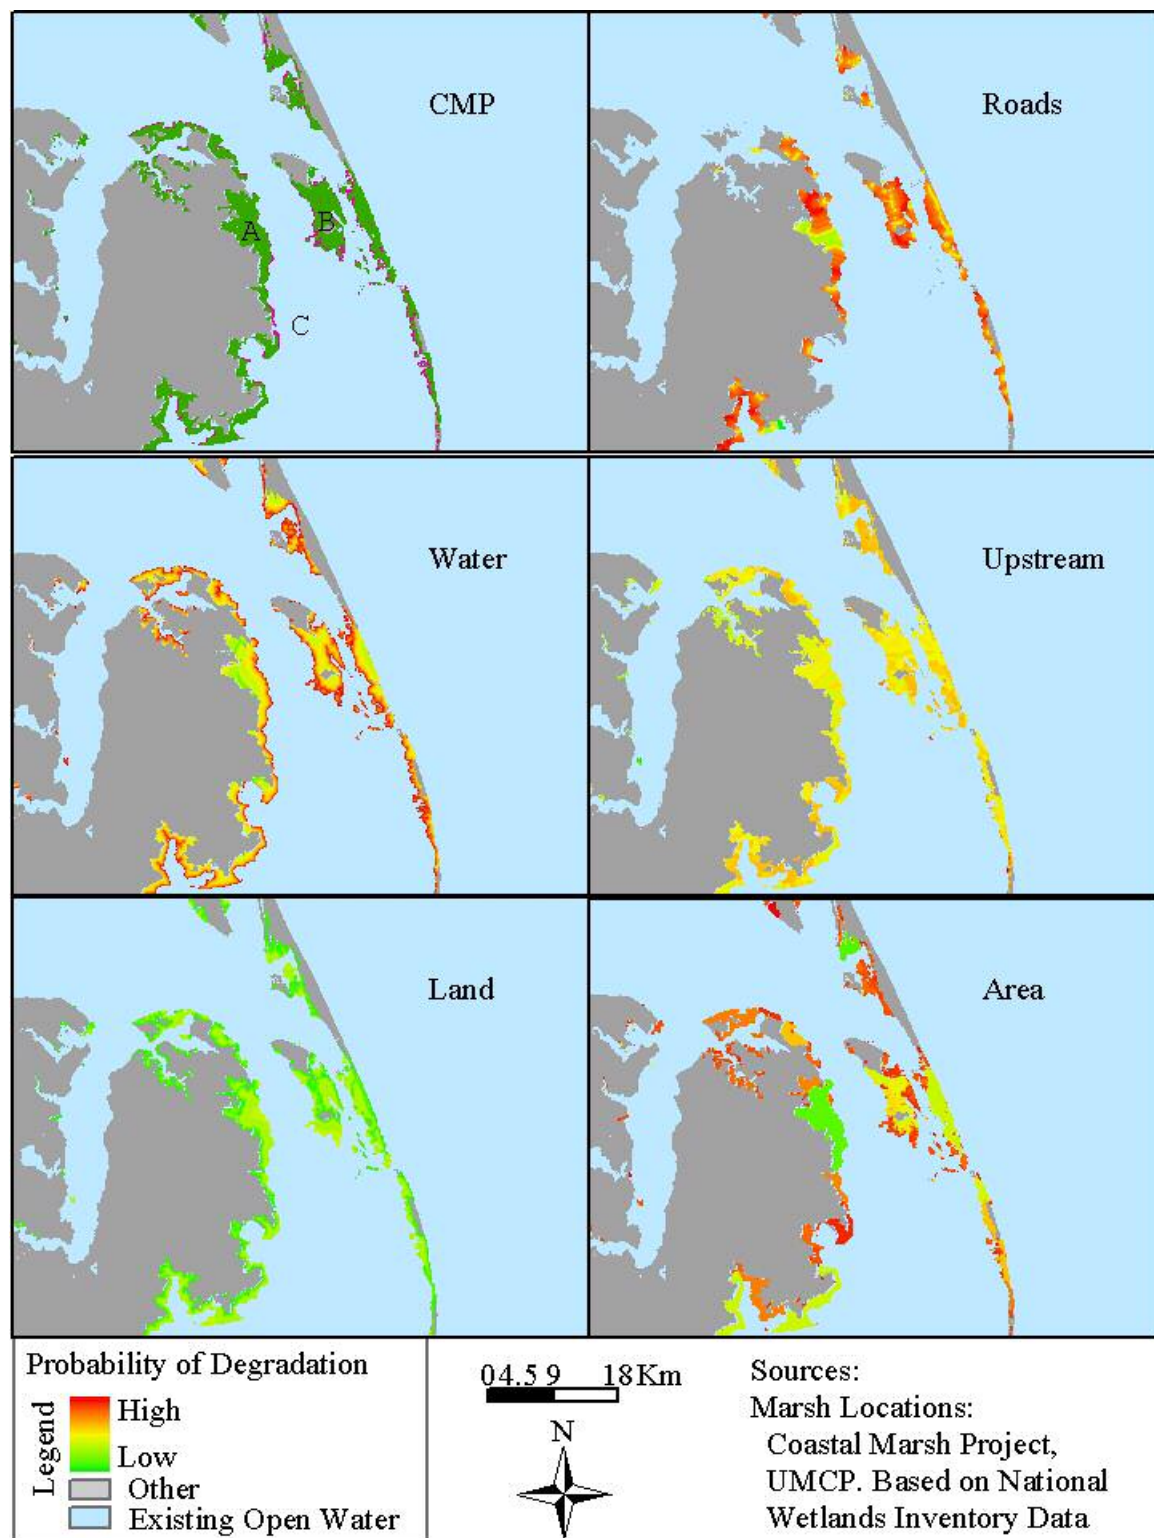 CMP
Roads
A
B
C
Water
Upstream
Land
Area
Probability of Degradation
Legend
High
Low
Other
Existing Open Water
0 4.5 9 18 Km
N
Sources:
Marsh Locations:
Coastal Marsh Project,
UMCP. Based on National
Wetlands Inventory Data